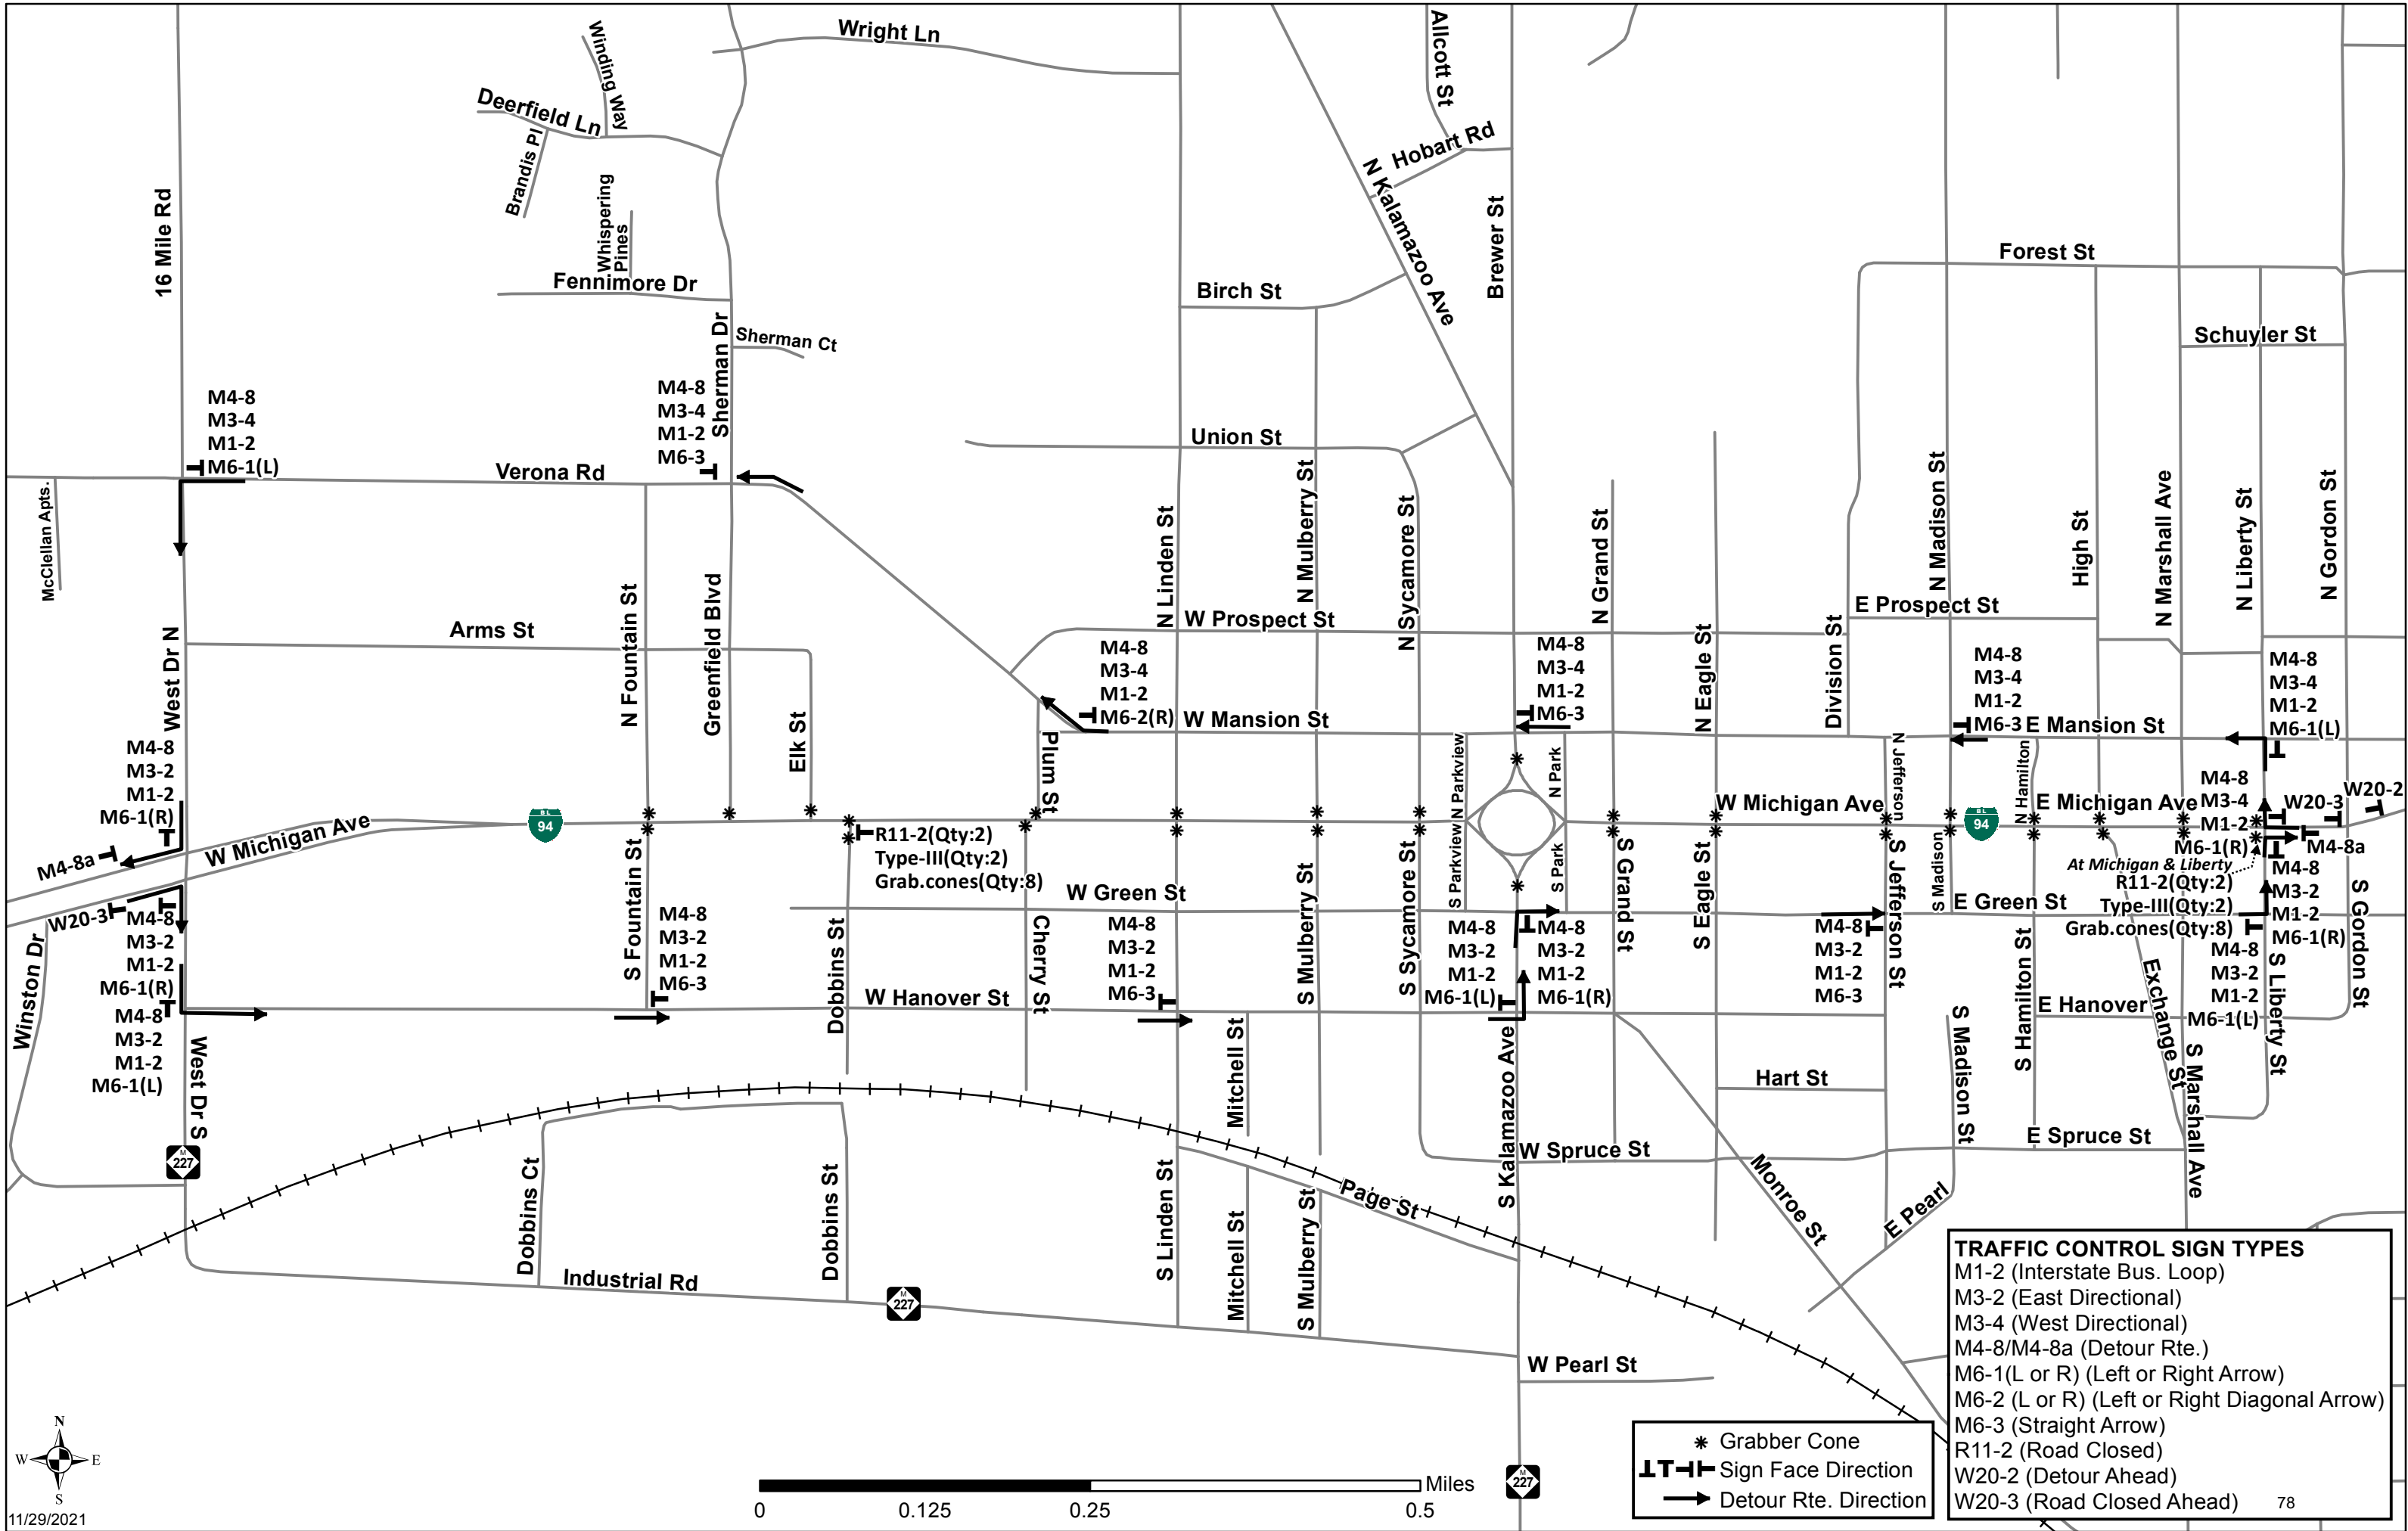 Wright Ln
Allcott St
Winding Way
Deerfield Ln
Brandis Pl
Hobart Rd
N Kalamazoo Ave
Brewer St
16 Mile Rd
Whispering
Pines
Fennimore Dr
Forest St
Birch St
Sherman Dr
Sherman Ct
Schuyler St
M4-8
M3-4
M1-2
M6-1(L)
M4-8
M3-4
M1-2
M6-3
Verona Rd
Union St
McClellan Apts.
N Linden St
N Mulberry St
N Sycamore St
N Grand St
N Madison St
High St
N Marshall Ave
N Liberty St
N Gordon St
Arms St
West Dr N
N Fountain St
Greenfield Blvd
Elk St
W Prospect St
E Prospect St
N Eagle St
Division St
M4-8
M3-4
M1-2
M6-2(R)
W Mansion St
M4-8
M3-4
M1-2
M6-3
M4-8
M3-4
M1-2
M6-3
E Mansion St
M4-8
M3-4
M1-2
M6-1(L)
M4-8
M3-2
M1-2
M6-1(R)
M4-8a
W Michigan Ave
BL
94
Plum St
N Parkview
N Park
W Michigan Ave
N Jefferson
BL
94
N Hamilton
E Michigan Ave
M4-8
M3-4
M1-2
M6-1(R)
W20-3
W20-2
M4-8a
R11-2(Qty:2)
Type-III(Qty:2)
Grab.cones(Qty:8)
S Parkview
S Park
S Grand St
S Eagle St
S Jefferson St
S Madison
At Michigan & Liberty
R11-2(Qty:2)
Type-III(Qty:2)
Grab.cones(Qty:8)
M4-8
M3-2
M1-2
M6-1(R)
W20-3
M4-8
M3-2
M1-2
M6-1(R)
M4-8
M3-2
M1-2
M6-1(L)
Winston Dr
West Dr S
S Fountain St
M4-8
M3-2
M1-2
M6-3
W Green St
W Hanover St
Dobbins St
Cherry St
M4-8
M3-2
M1-2
M6-3
S Mulberry St
S Sycamore St
M4-8
M3-2
M1-2
M6-1(L)
M4-8
M3-2
M1-2
M6-1(R)
M4-8
M3-2
M1-2
M6-3
E Green St
M4-8
M3-2
M1-2
M6-1(L)
E Hanover
S Hamilton St
Exchange St
S Marshall Ave
S Liberty St
S Gordon St
S Madison St
Mitchell St
S Kalamazoo Ave
Hart St
W Spruce St
E Spruce St
M
227
Dobbins Ct
Dobbins St
Industrial Rd
M
227
S Linden St
Mitchell St
S Mulberry St
Page St
Monroe St
E Pearl
W Pearl St
M
227
TRAFFIC CONTROL SIGN TYPES
M1-2 (Interstate Bus. Loop)
M3-2 (East Directional)
M3-4 (West Directional)
M4-8/M4-8a (Detour Rte.)
M6-1(L or R) (Left or Right Arrow)
M6-2 (L or R) (Left or Right Diagonal Arrow)
M6-3 (Straight Arrow)
R11-2 (Road Closed)
W20-2 (Detour Ahead)
W20-3 (Road Closed Ahead)
78
Grabber Cone
Sign Face Direction
Detour Rte. Direction
N
W E
S
Miles
0 0.125 0.25 0.5
11/29/2021